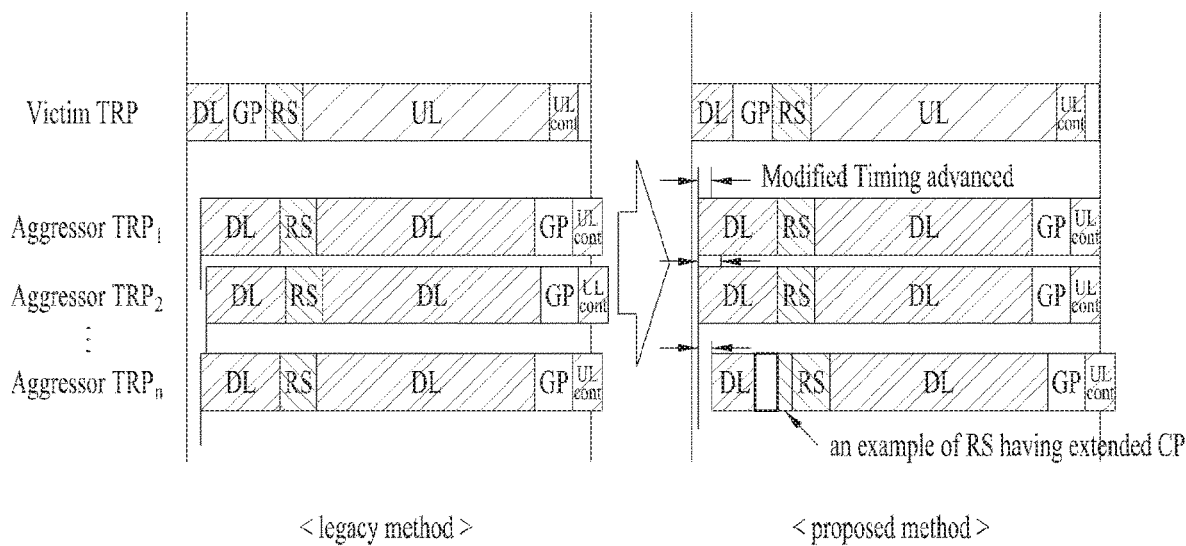 Victim TRP
DL GP RS UL UL cont
DL GP RS UL UL cont
Modified Timing advanced
Aggressor TRP1
DL RS DL GP UL cont
DL RS DL GP UL cont
Aggressor TRP2
DL RS DL GP UL cont
DL RS DL GP UL cont
Aggressor TRPn
DL RS DL GP UL cont
DL RS DL GP UL cont
an example of RS having extended CP
< legacy method >
< proposed method >